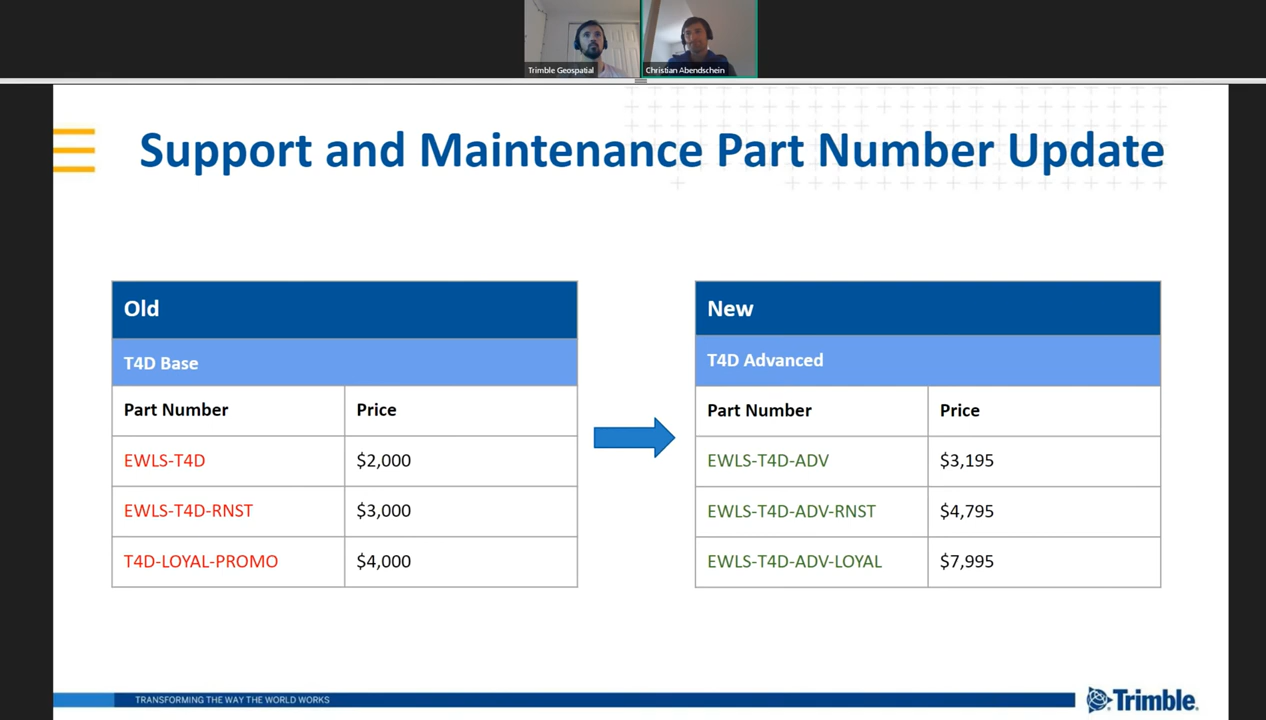 Trimble Geospatial
Christian Abendschein
Support and Maintenance Part Number Update
Old
T4D Base
Part Number Price
EWLS-T4D $2,000
EWLS-T4D-RNST $3,000
T4D-LOYAL-PROMO $4,000
New
T4D Advanced
Part Number Price
EWLS-T4D-ADV $3,195
EWLS-T4D-ADV-RNST $4,795
EWLS-T4D-ADV-LOYAL $7,995
TRANSFORMING THE WAY THE WORLD WORKS
Trimble